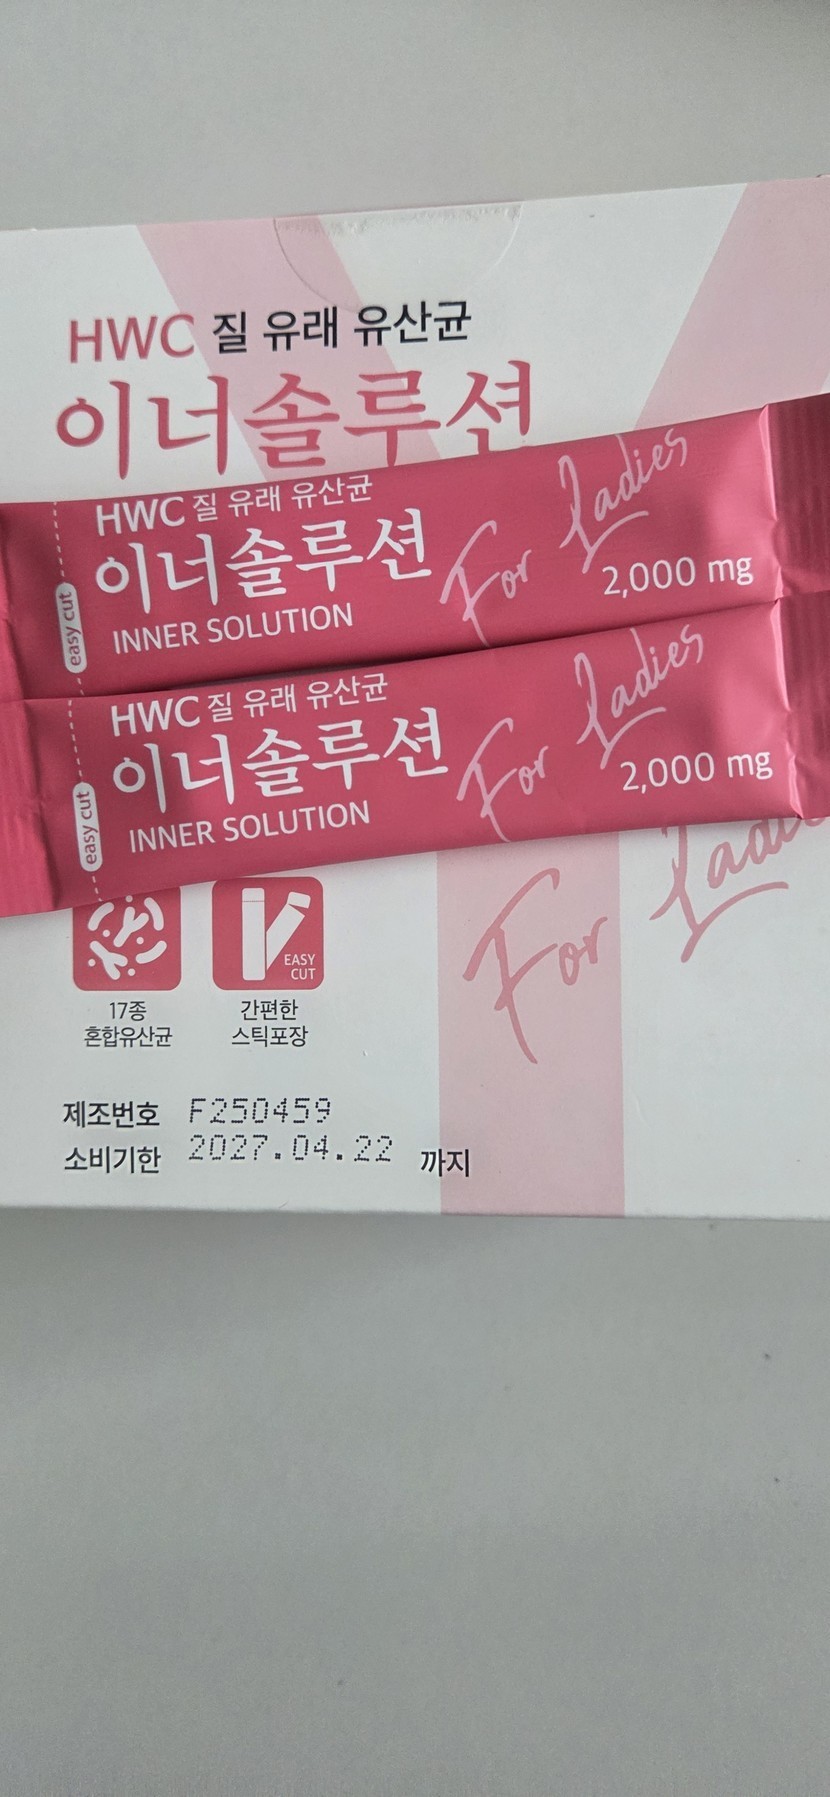 HWC 질 유래 유산균
이너솔루션
HWC 질 유래 유산균
이너솔루션
INNER SOLUTION
easy cut
For Ladies
2,000 mg
HWC 질 유래 유산균
이너솔루션
INNER SOLUTION
easy cut
For Ladies
2,000 mg
For Ladies
EASY
CUT
17종
혼합유산균
간편한
스틱포장
제조번호 F250459
소비기한 2027.04.22 까지